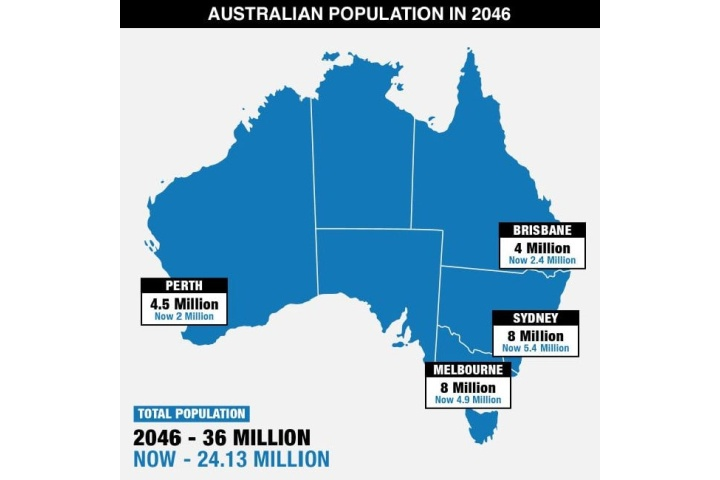 AUSTRALIAN POPULATION IN 2046
BRISBANE
4 Million
Now 2.4 Million
PERTH
4.5 Million
Now 2 Million
SYDNEY
8 Million
Now 5.4 Million
MELBOURNE
8 Million
Now 4.9 Million
TOTAL POPULATION
2046 - 36 MILLION
NOW - 24.13 MILLION